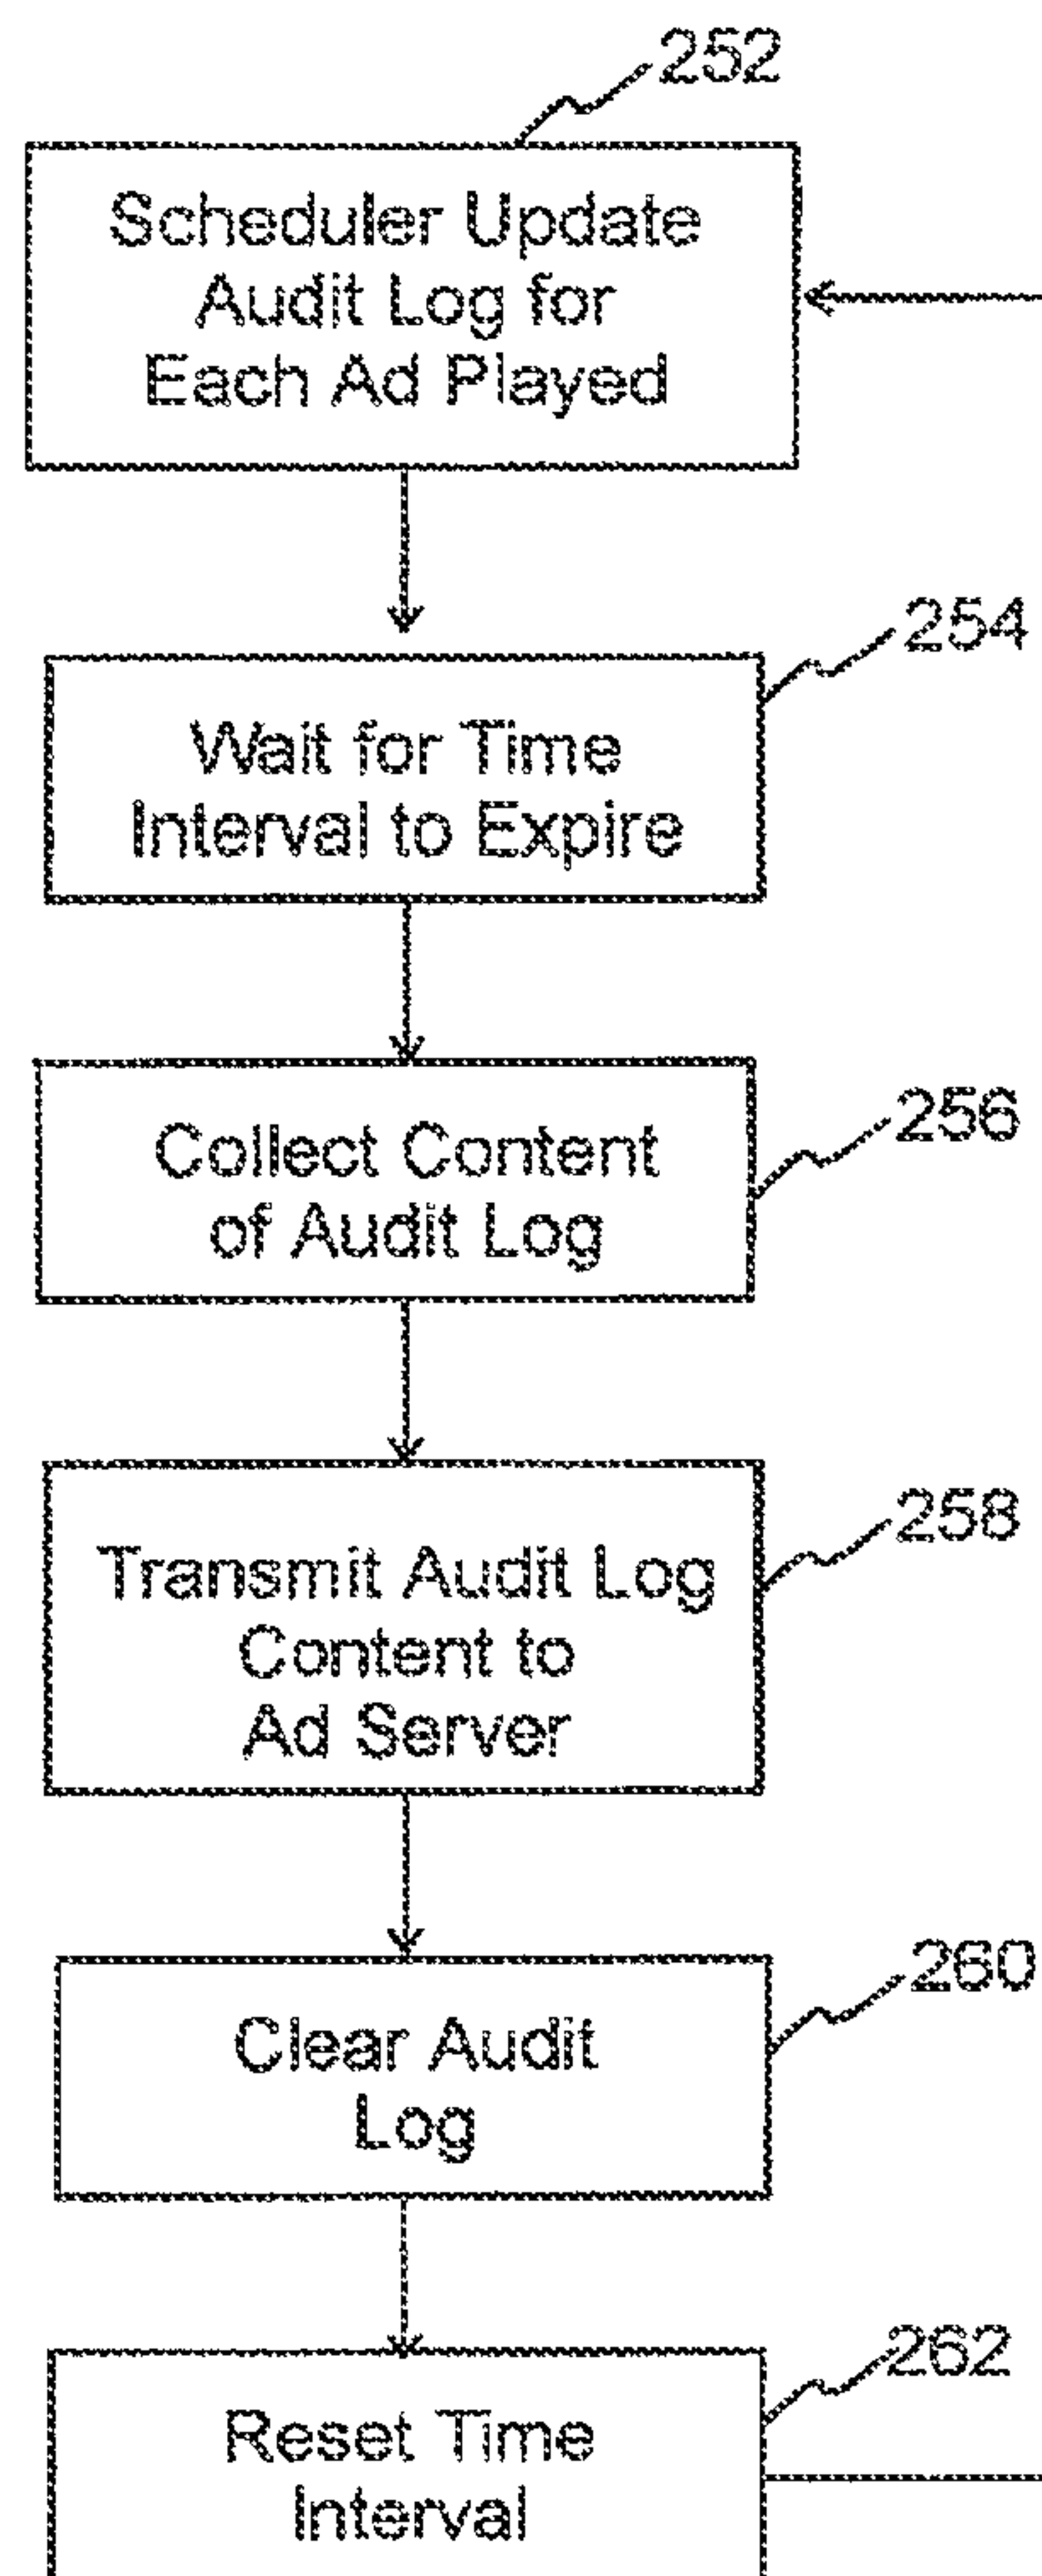 252
Scheduler Update
Audit Log for
Each Ad Played
254
Wait for Time
Interval to Expire
256
Collect Content
of Audit Log
258
Transmit Audit Log
Content to
Ad Server
260
Clear Audit
Log
262
Reset Time
Interval